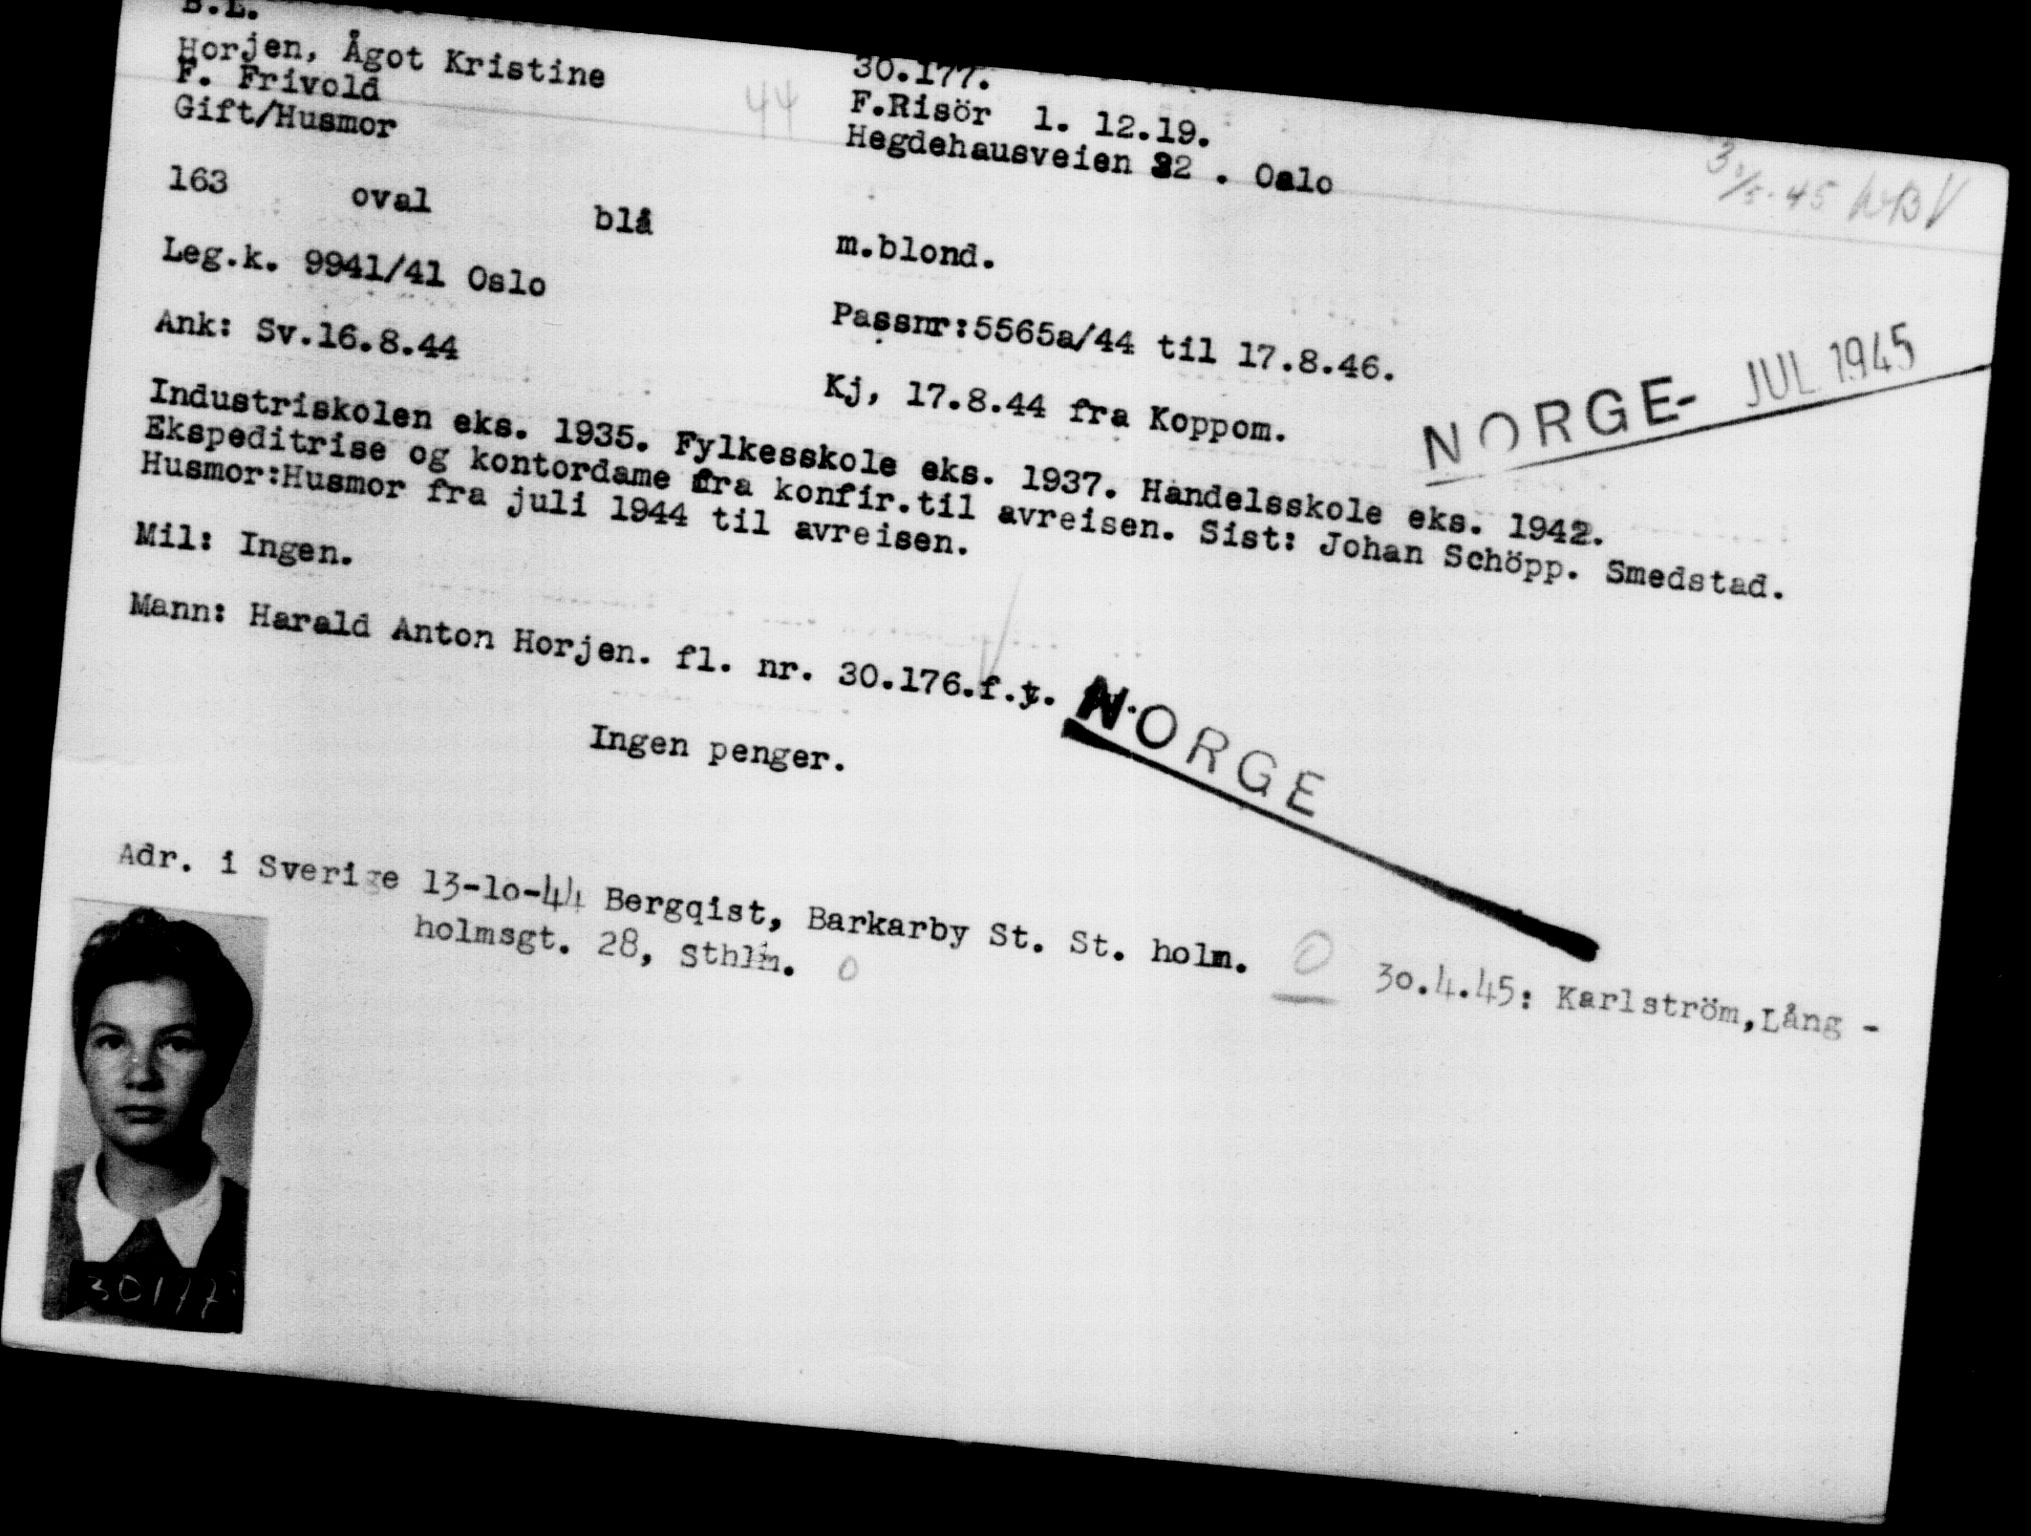 B.L.
Horjen, Ågot Kristine 30.177.
F. Frivold F.Risör 1. 12.19.
Gift/Husmor Hegdehausveien 32 . Oslo
44
45
163 oval blå m.blond.
Leg.k. 9941/41 Oslo Passnr:5565a/44 til 17.8.46.
Ank: Sv.16.8.44 Kj, 17.8.44 fra Koppom.
NORGE- JUL 1945
Industriskolen eks. 1935. Fylkesskole eks. 1937. Handelsskole eks. 1942.
Ekspeditrise og kontordame fra konfir.til avreisen. Sist: Johan Schöpp. Smedstad.
Husmor:Husmor fra juli 1944 til avreisen.
Mil: Ingen.
Mann: Harald Anton Horjen. fl. nr. 30.176.
NORGE
Ingen penger.
Adr. i Sverige 13-10-44 Bergqist, Barkarby St. St. holm. 0 30.4.45: Karlström,Lång -
holmsgt. 28, Sthlm. 0
30177